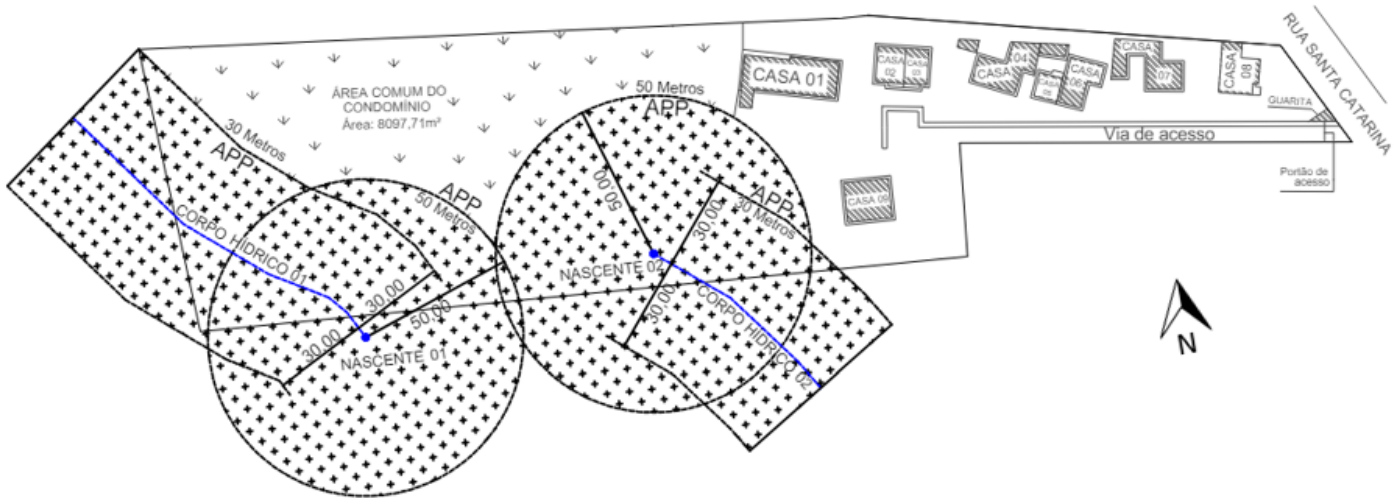 RUA SANTA CATARINA
ÁREA COMUM DO
CONDOMÍNIO
Área: 8097,71m²
30 Metros
APP
CORPO HÍDRICO 01
APP
50 Metros
30,00
30,00
50,00
NASCENTE 01
50 Metros
APP
50,00
NASCENTE 02
30,00
30,00
APP
30 Metros
CORPO HÍDRICO 02
CASA 01
CASA
02
CASA
03
CASA
04
CASA
05
CASA
06
CASA
07
CASA
08
CASA 09
GUARITA
Via de acesso
Portão de
acesso
N